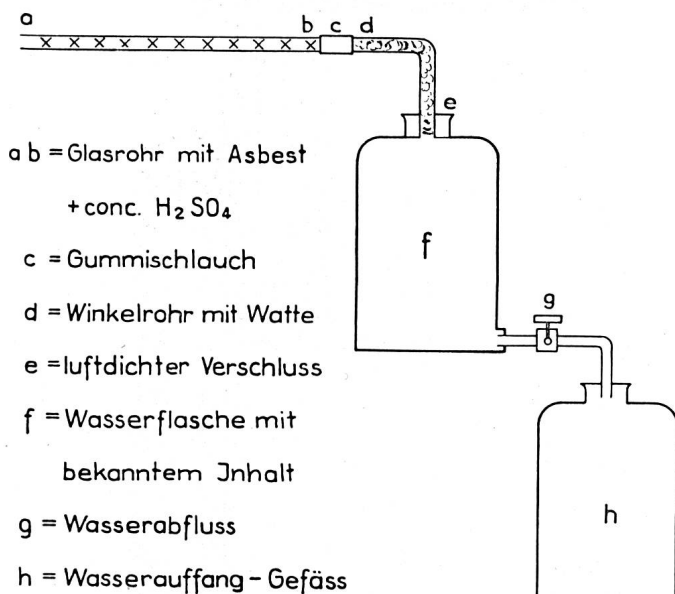 a
b c d
e
a b = Glasrohr mit Asbest
+ conc. H₂SO₄
c = Gummischlauch
f
d = Winkelrohr mit Watte
g
e = luftdichter Verschluss
f = Wasserflasche mit
bekanntem Jnhalt
h
g = Wasserabfluss
h = Wasserauffang-Gefäss